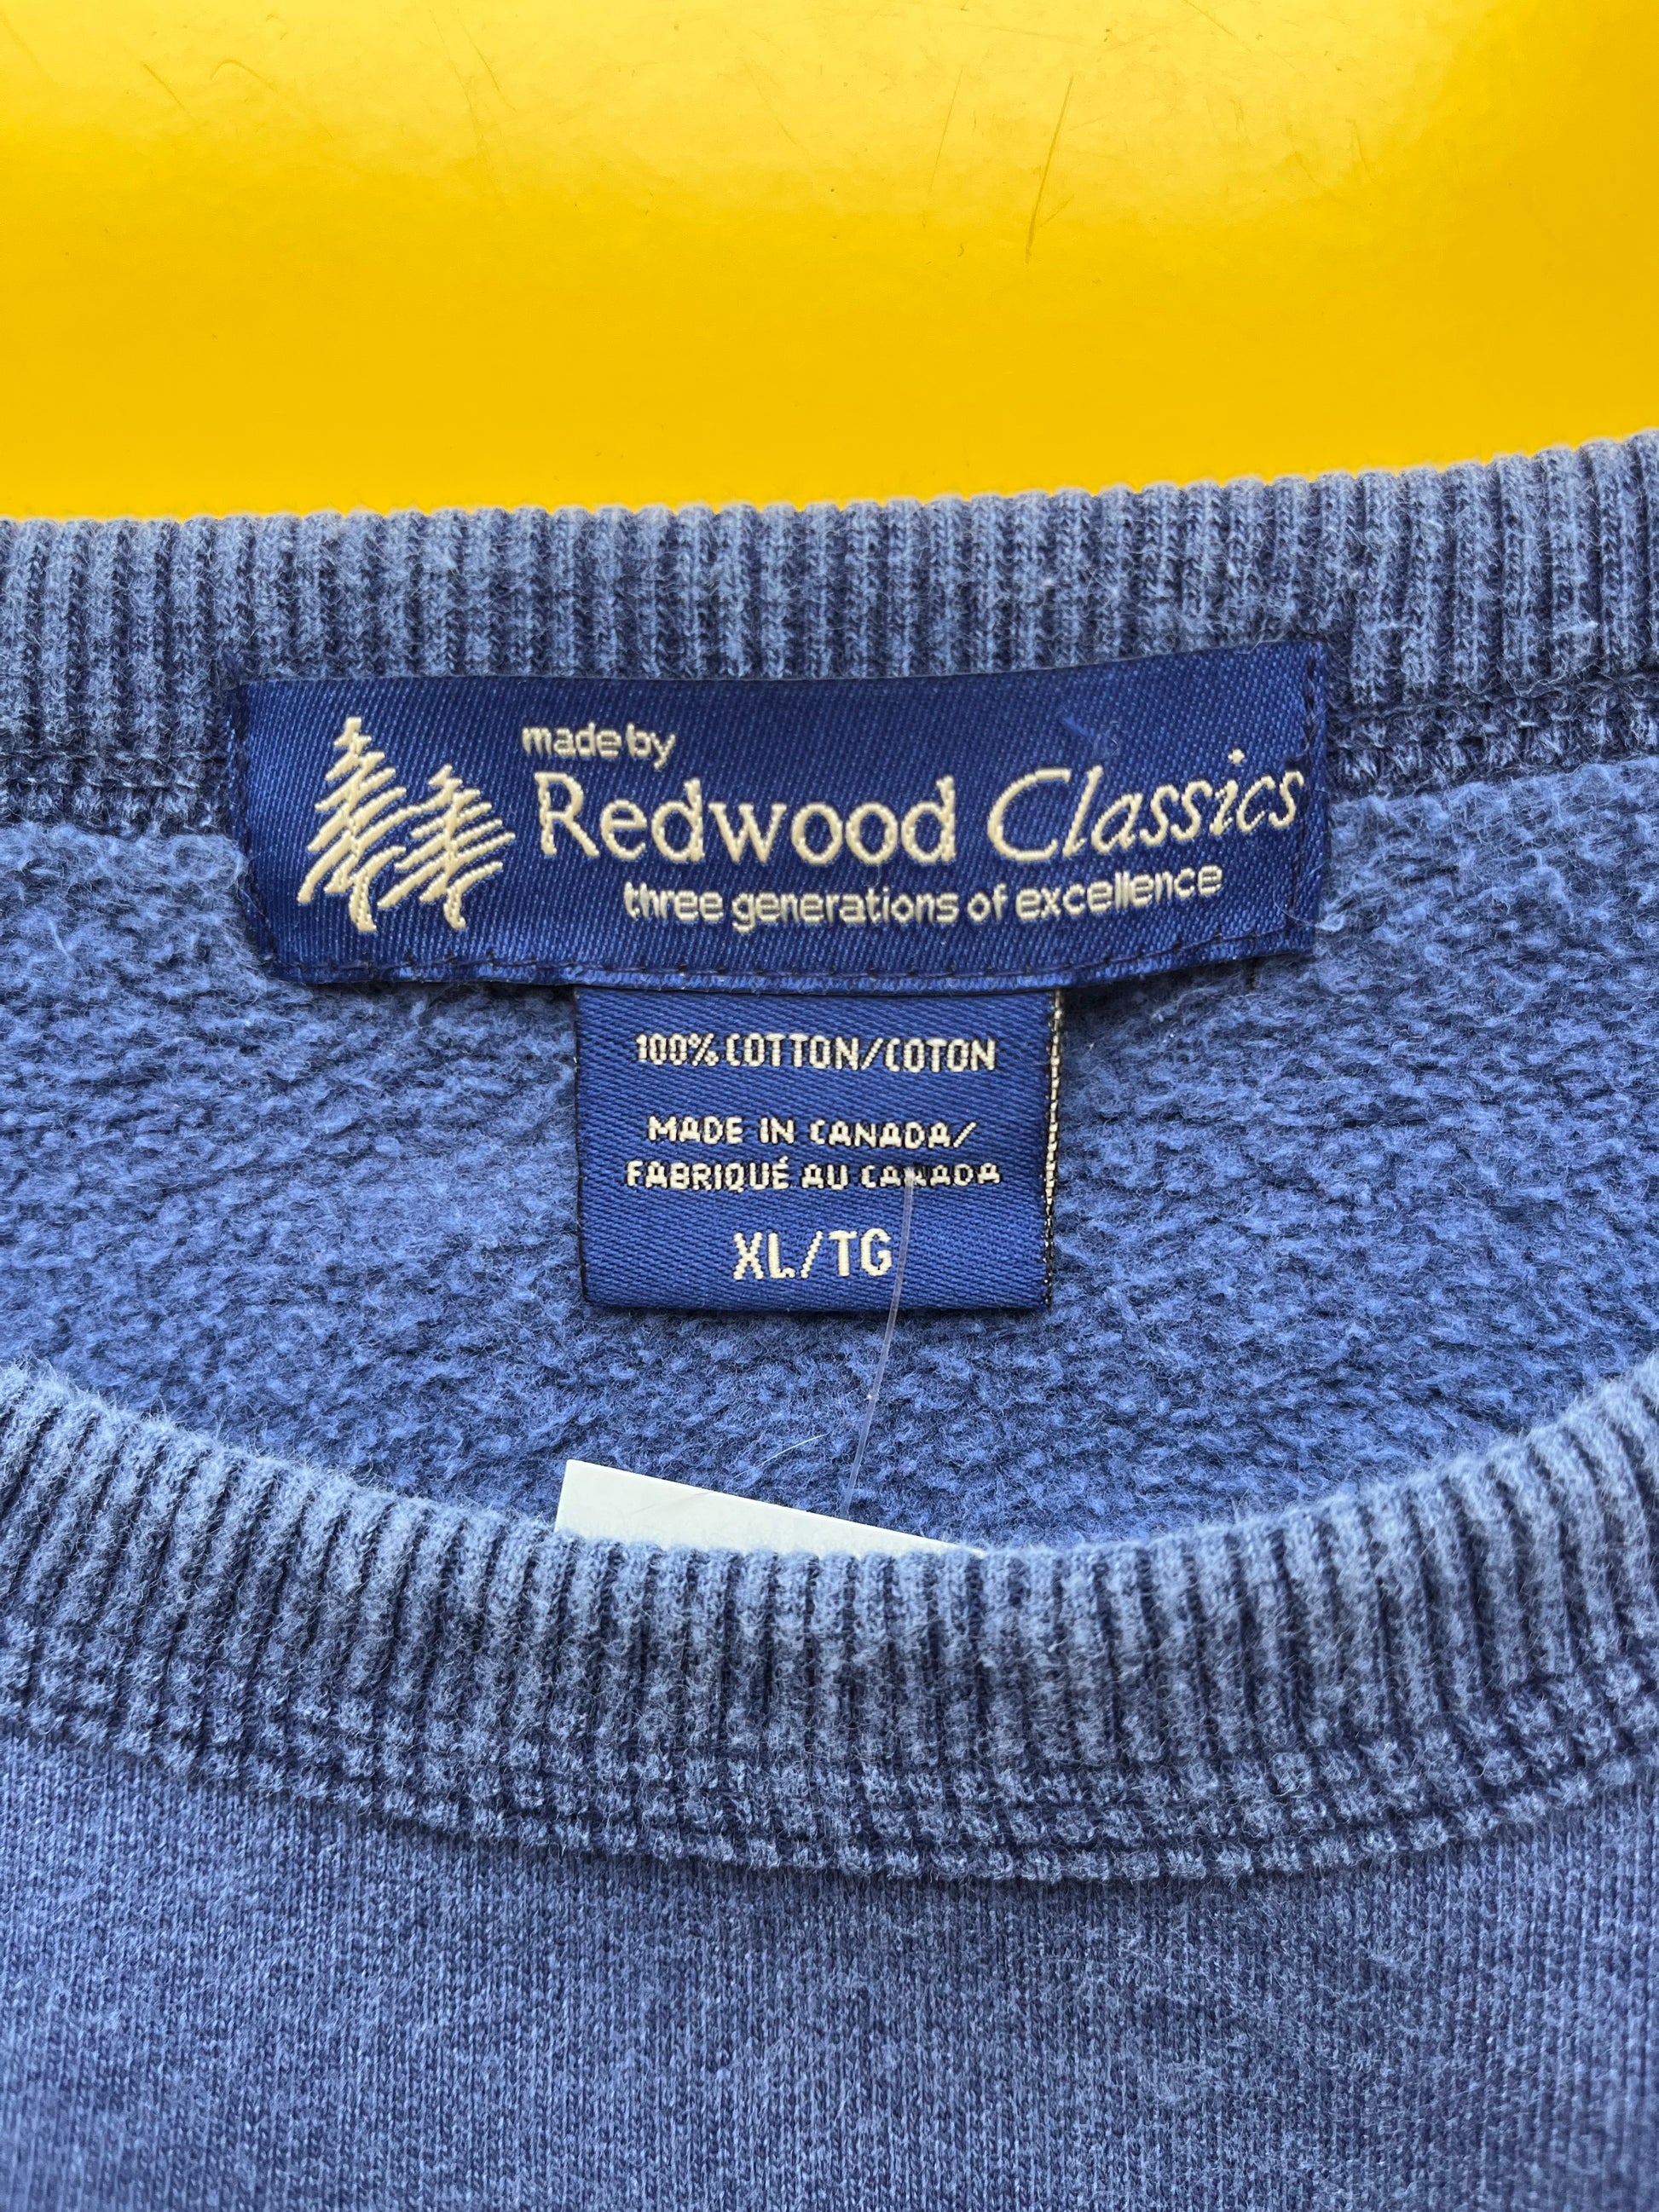 made by
Redwood Classics
three generations of excellence
100% COTTON/COTON
MADE IN CANADA/
FABRIQUÉ AU CANADA
XL/TG